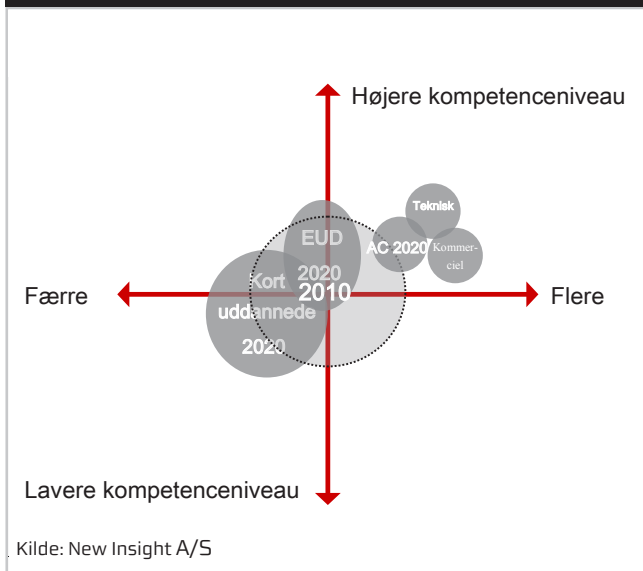 Højere kompetenceniveau
Teknisk
EUD
AC 2020
Kommer-
ciel
Kort
2020
2010
Færre
Flere
uddannede
2020
Lavere kompetenceniveau
. Kilde: New Insight A/S